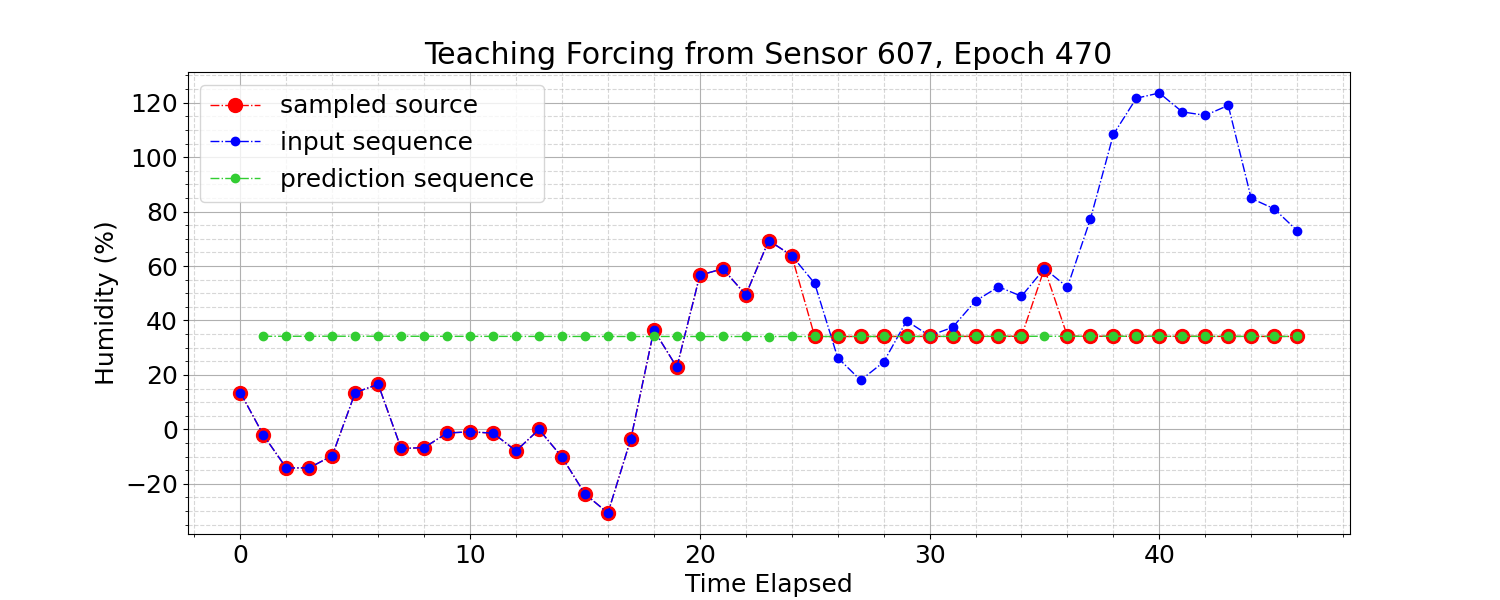 Teaching Forcing from Sensor 607, Epoch 470
sampled source
input sequence
prediction sequence
Humidity (%)
120
100
80
60
40
20
0
−20
0 10 20 30 40
Time Elapsed